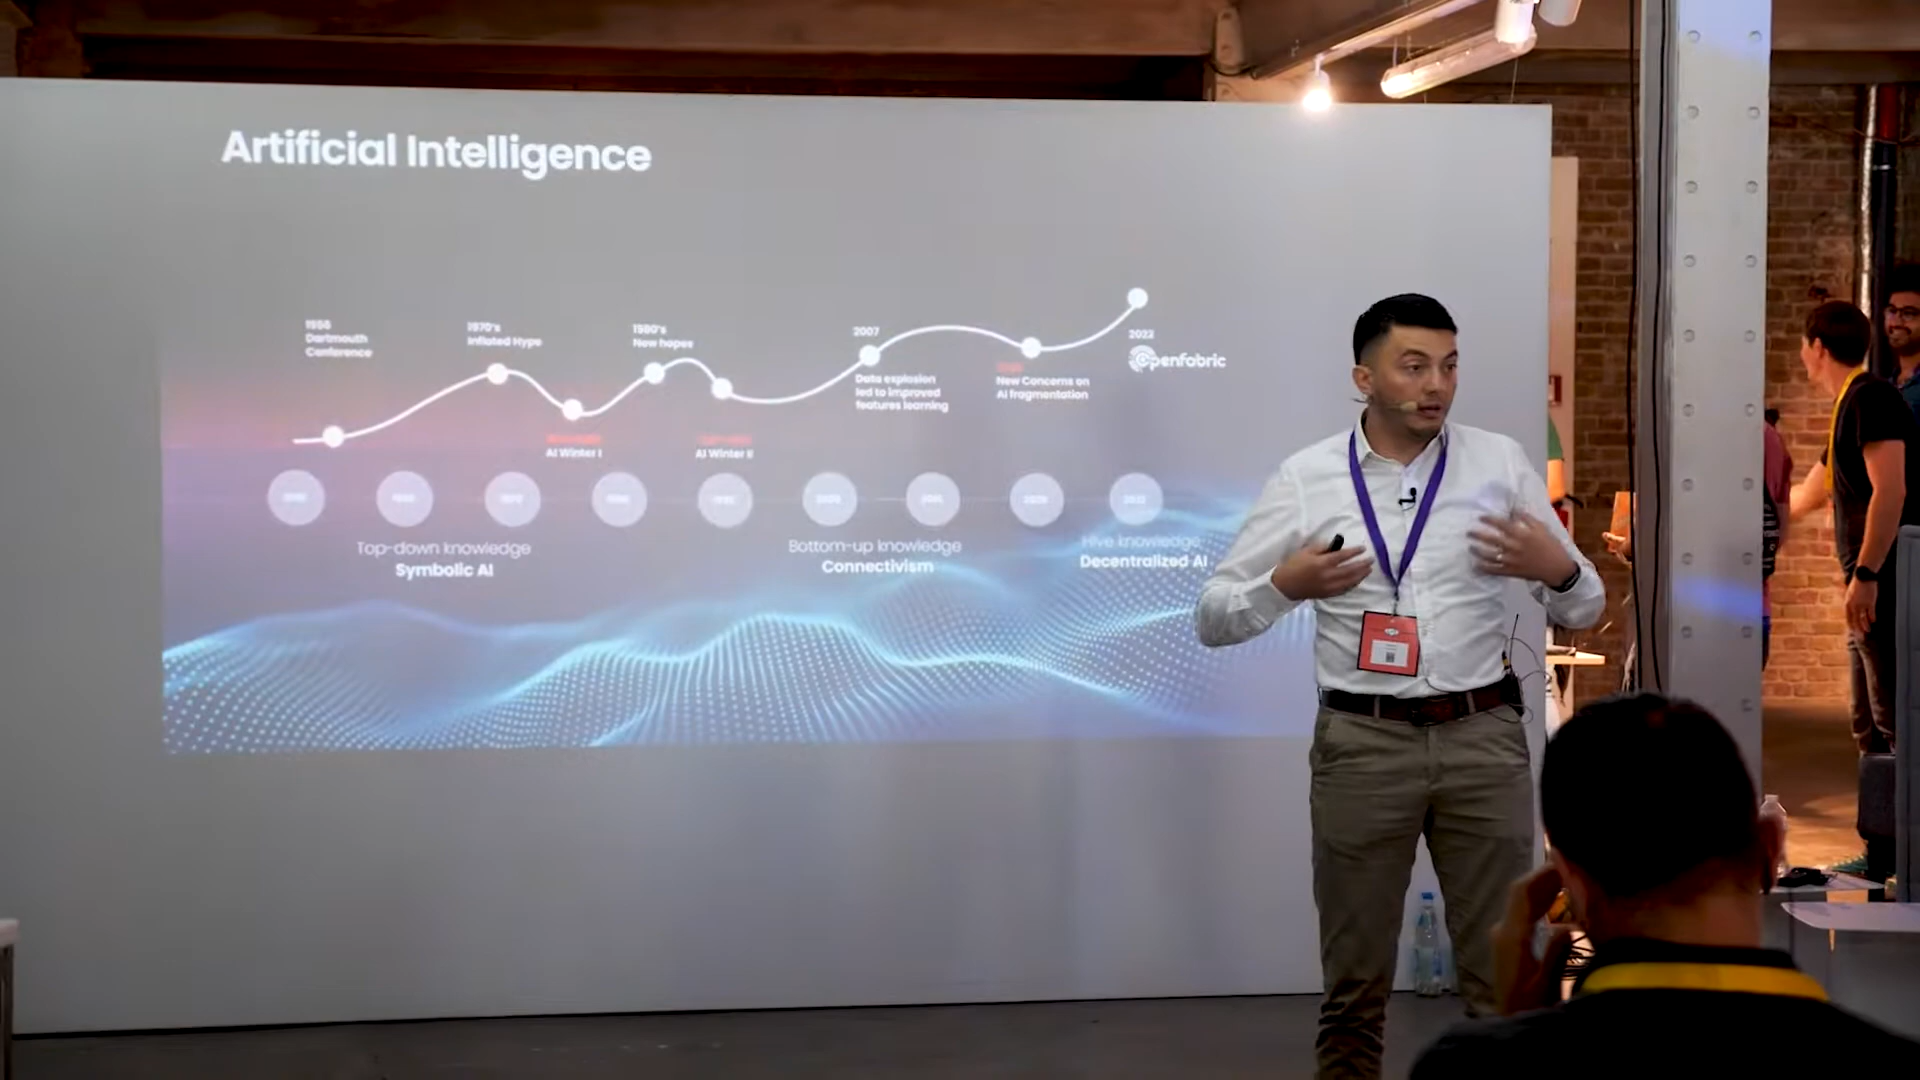 Artificial Intelligence
1956
Dartmouth
Conference
1970's
Inflated Hype
1980's
New hopes
2007
Data explosion
led to improved
features learning
New Concerns on
AI fragmentation
2022
Openfabric
AI Winter I
AI Winter II
Top-down knowledge
Symbolic AI
Bottom-up knowledge
Connectivism
Hive knowledge
Decentralized AI